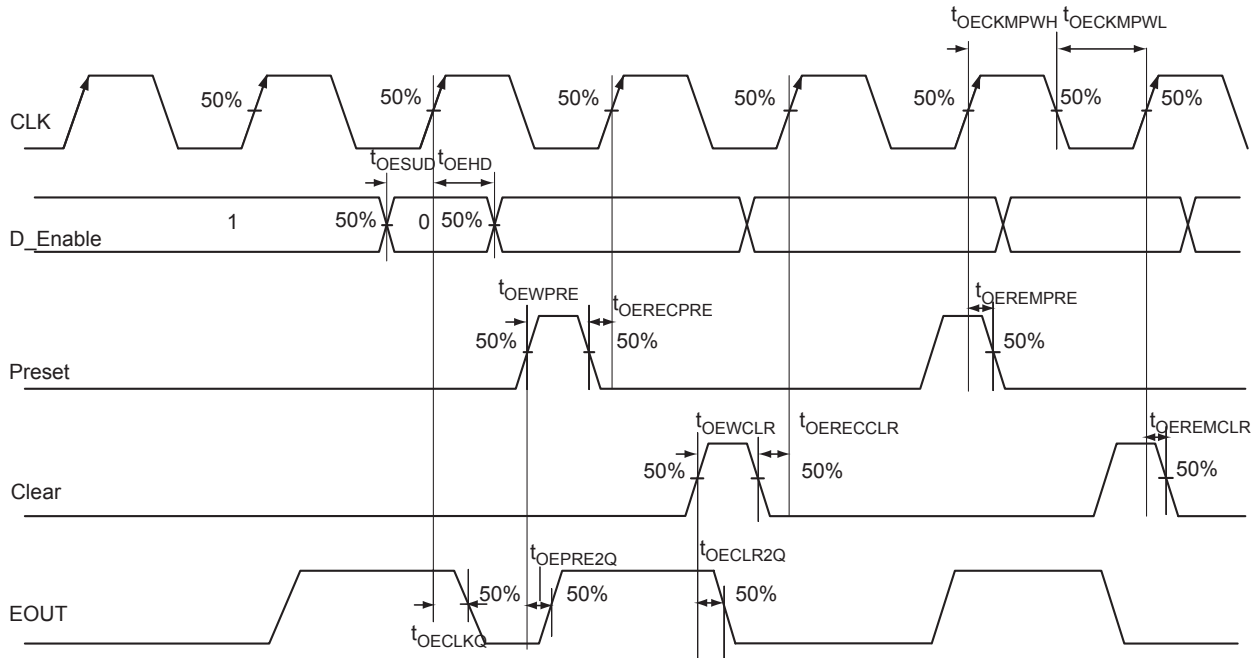 tOECKMPWH tOECKMPWL
50% 50% 50% 50% 50% 50% 50%
CLK
tOESUD tOEHD
1 50% 0 50%
D_Enable
tOEWPRE tOERECPRE tOEREMPRE
50% 50% 50%
Preset
tOEWCLR tOERECCLR tOEREMCLR
50% 50% 50%
Clear
tOEPRE2Q tOECLR2Q
50% 50% 50%
EOUT
tOECLKQ